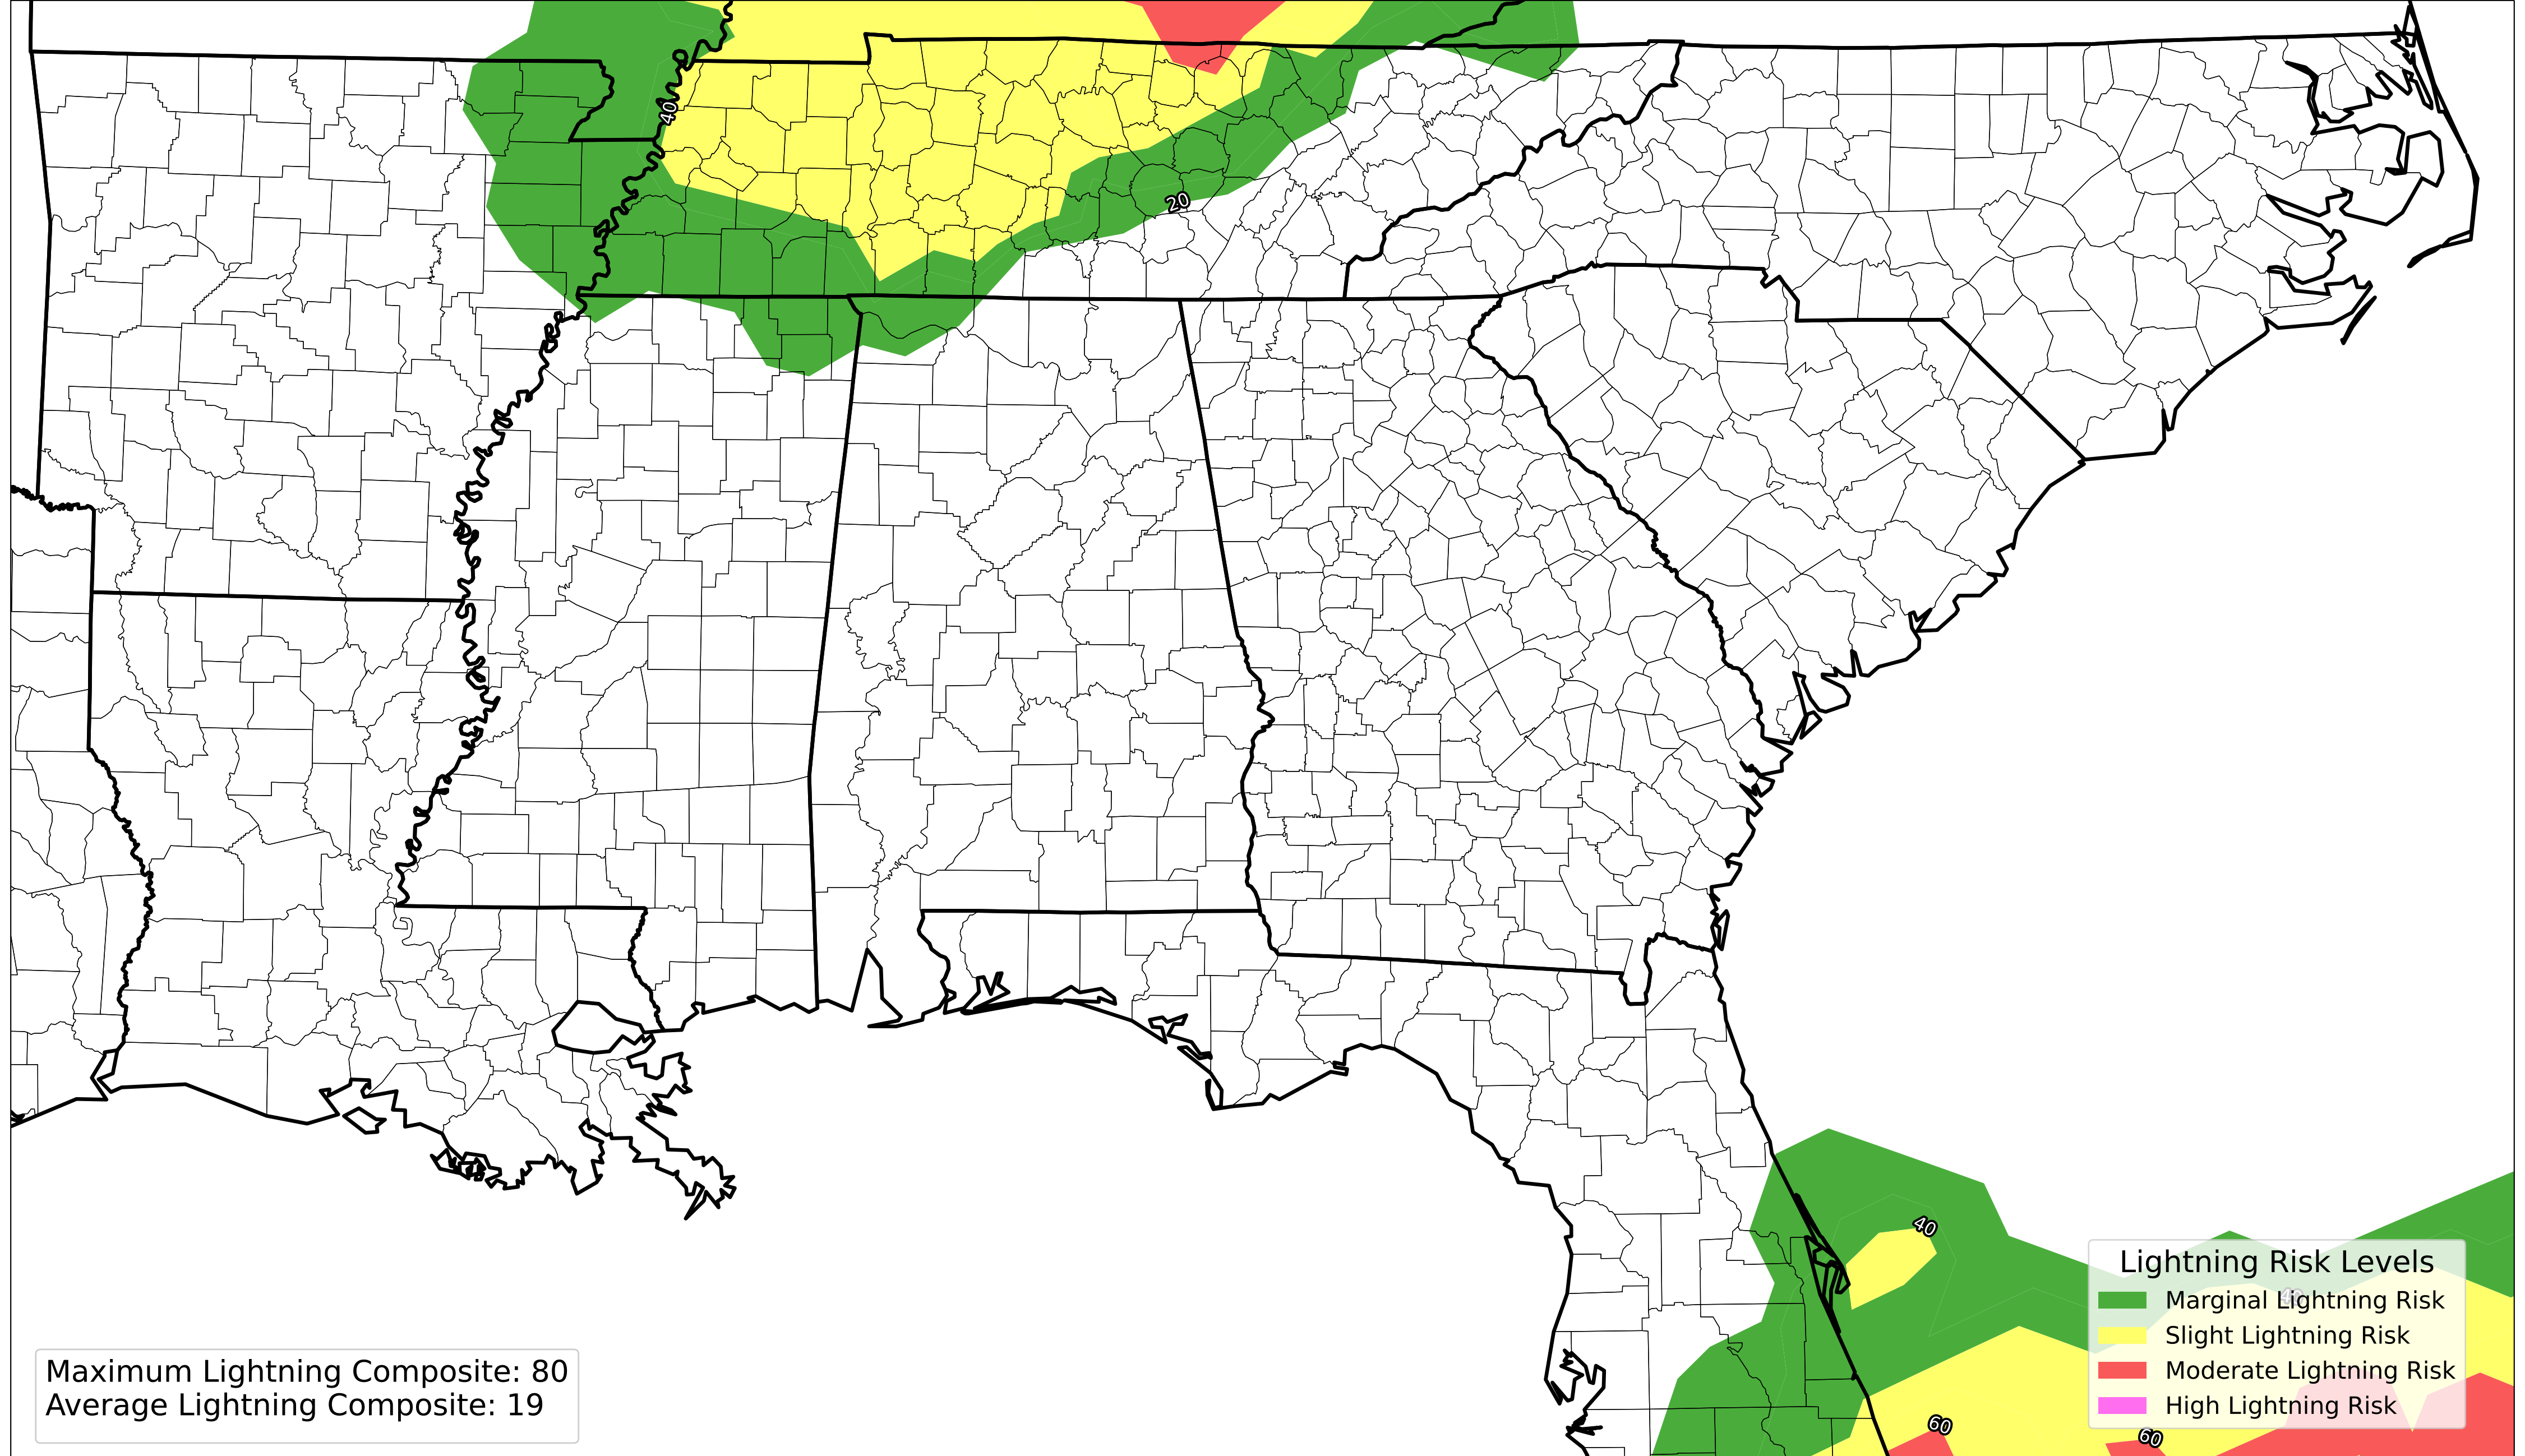 40
20
40
40
60
60
Lightning Risk Levels
Marginal Lightning Risk
Slight Lightning Risk
Moderate Lightning Risk
High Lightning Risk
Maximum Lightning Composite: 80
Average Lightning Composite: 19